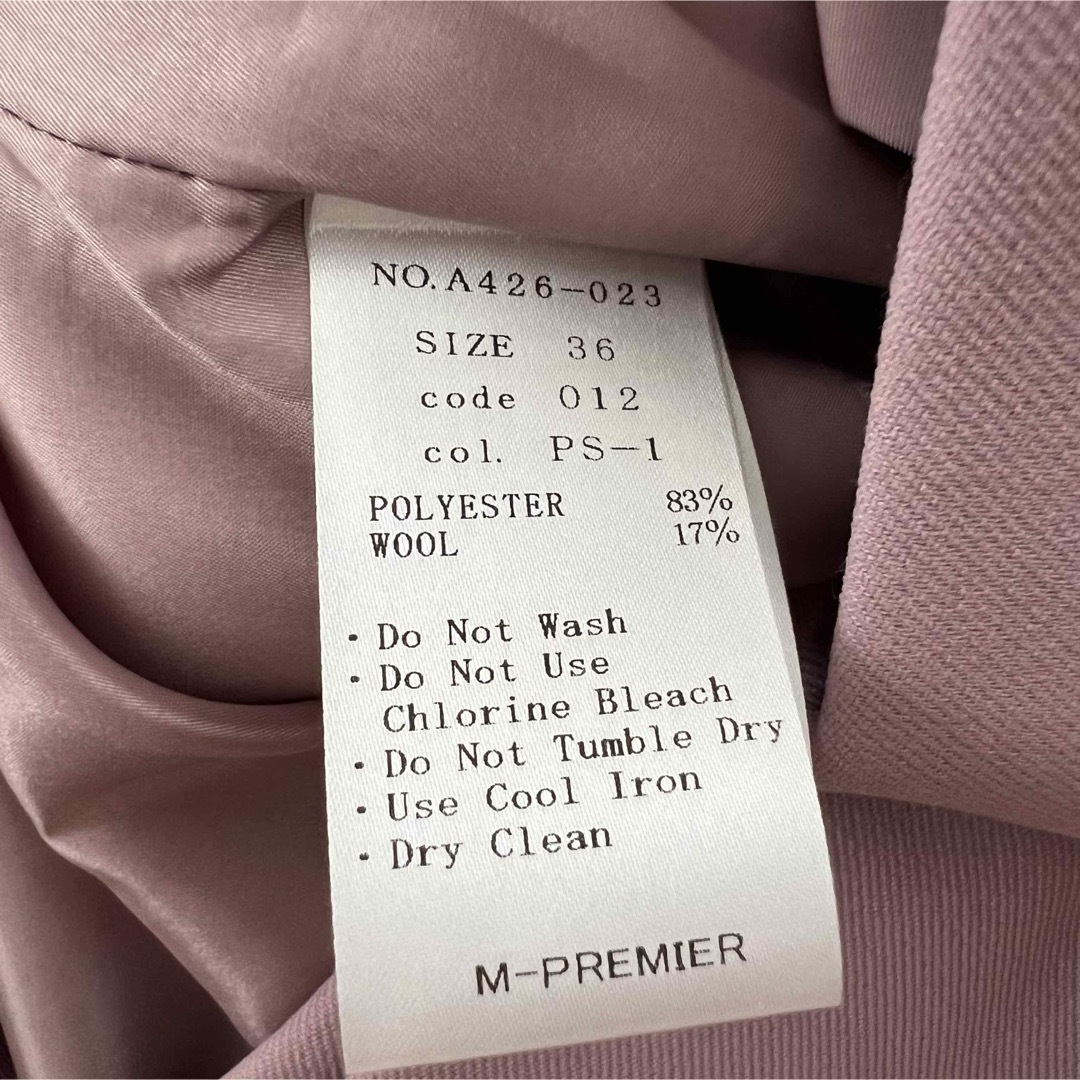 NO.A426-023
SIZE 36
code 012
col. PS-1
POLYESTER 83%
WOOL 17%
・Do Not Wash
・Do Not Use
Chlorine Bleach
・Do Not Tumble Dry
・Use Cool Iron
・Dry Clean
M-PREMIER